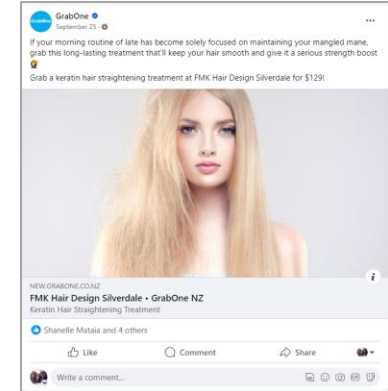 GrabOne
GrabOne
September 25
If your morning routine of late has become solely focused on maintaining your mangled mane,
grab this long-lasting treatment that'll keep your hair smooth and give it a serious strength boost
Grab a keratin hair straightening treatment at FMK Hair Design Silverdale for $129!
NEW.GRABONE.CO.NZ
FMK Hair Design Silverdale • GrabOne NZ
Keratin Hair Straightening Treatment
Shanelle Mataia and 4 others
Like Comment Share
Write a comment...
GIF